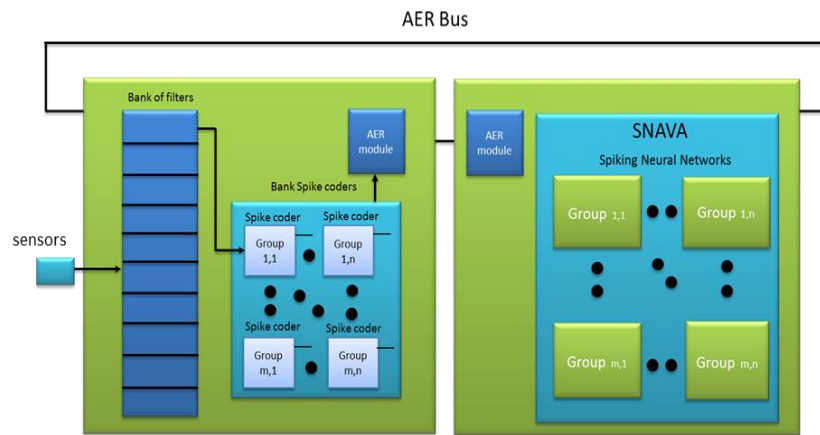 AER Bus
Bank of filters
AER
module
Bank Spike coders
sensors
Spike coder
Spike coder
Group
1,1
Group
1,n
Spike coder
Spike coder
Group
m,1
Group
m,n
AER
module
SNAVA
Spiking Neural Networks
Group 1,1
Group 1,n
Group m,1
Group m,n